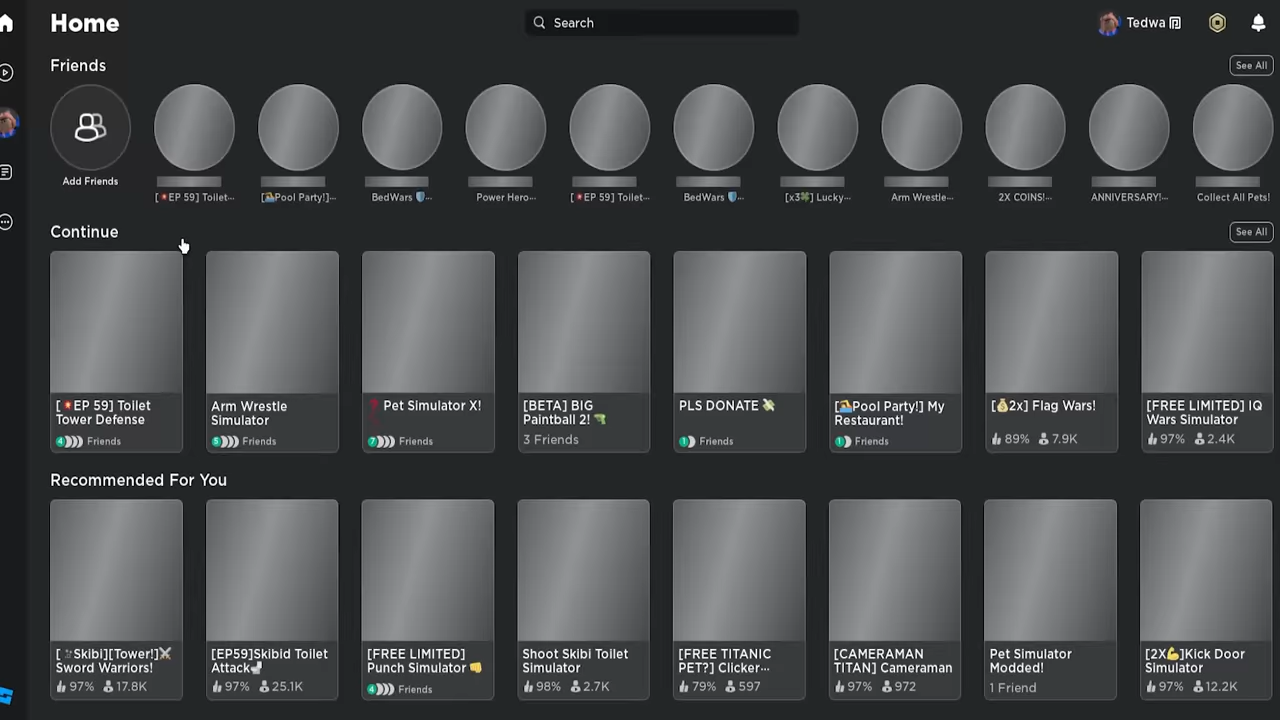 Home
Search
Tedwa
Friends
See All
Add Friends
[💥EP 59] Toilet...
[🏊Pool Party!]...
BedWars 🛡️...
Power Hero...
[💥EP 59] Toilet...
BedWars 🛡️...
[x3🍀] Lucky...
Arm Wrestle...
2X COINS!...
ANNIVERSARY!...
Collect All Pets!
Continue
See All
[💥EP 59] Toilet
Tower Defense
4 Friends
Arm Wrestle
Simulator
5 Friends
❓ Pet Simulator X!
7 Friends
[BETA] BIG
Paintball 2! 🔫
3 Friends
PLS DONATE 💸
1 Friends
[🏊Pool Party!] My
Restaurant!
1 Friends
[💰2x] Flag Wars!
89% 7.9K
[FREE LIMITED] IQ
Wars Simulator
97% 2.4K
Recommended For You
[🎥Skibi][Tower!]⚔️
Sword Warriors!
97% 17.8K
[EP59]Skibid Toilet
Attack🚽
97% 25.1K
[FREE LIMITED]
Punch Simulator 👊
4 Friends
Shoot Skibi Toilet
Simulator
98% 2.7K
[FREE TITANIC
PET?] Clicker...
79% 597
[CAMERAMAN
TITAN] Cameraman
97% 972
Pet Simulator
Modded!
1 Friend
[2X💪]Kick Door
Simulator
97% 12.2K